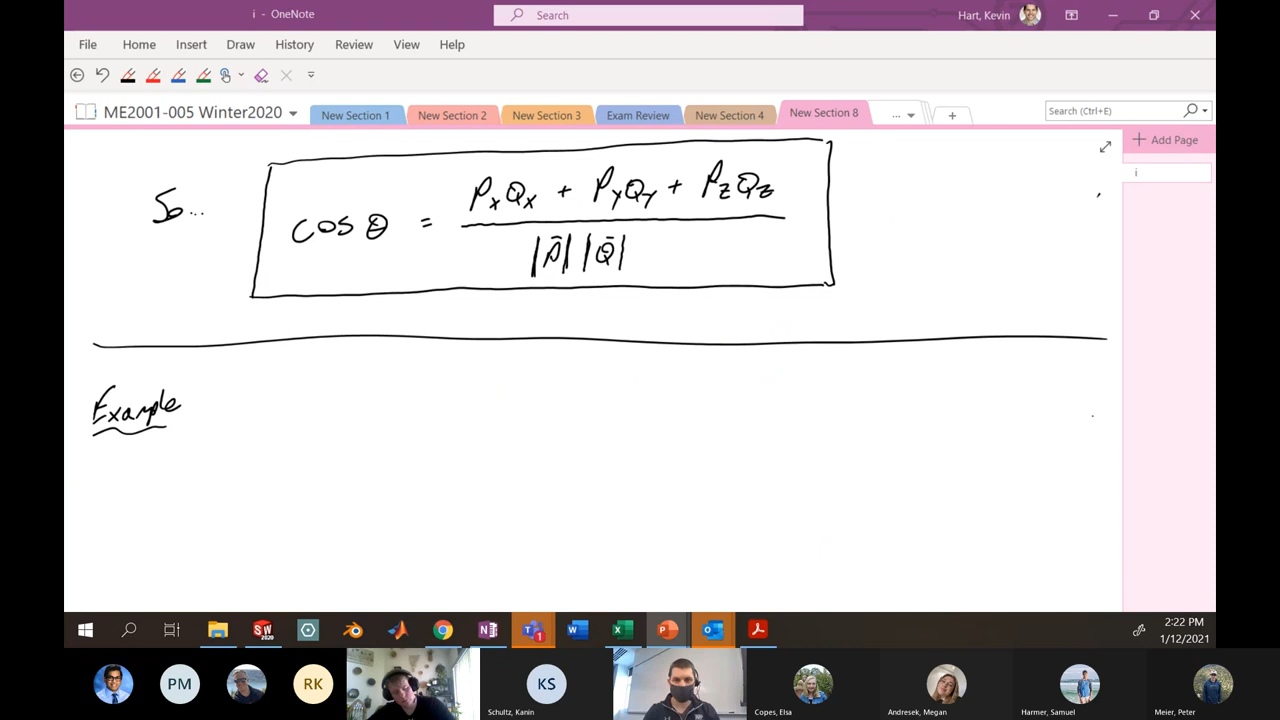 i - OneNote
Search
Hart, Kevin
File Home Insert Draw History Review View Help
ME2001-005 Winter2020
New Section 1
New Section 2
New Section 3
Exam Review
New Section 4
New Section 8
...
Search (Ctrl+E)
Add Page
i
So...
cos θ = PxQx + PyQy + PzQz
|P̄| |Q̄|
Example
2:22 PM
1/12/2021
PM
RK
KS
Schultz, Kanin
Copes, Elsa
Andresek, Megan
Harmer, Samuel
Meier, Peter